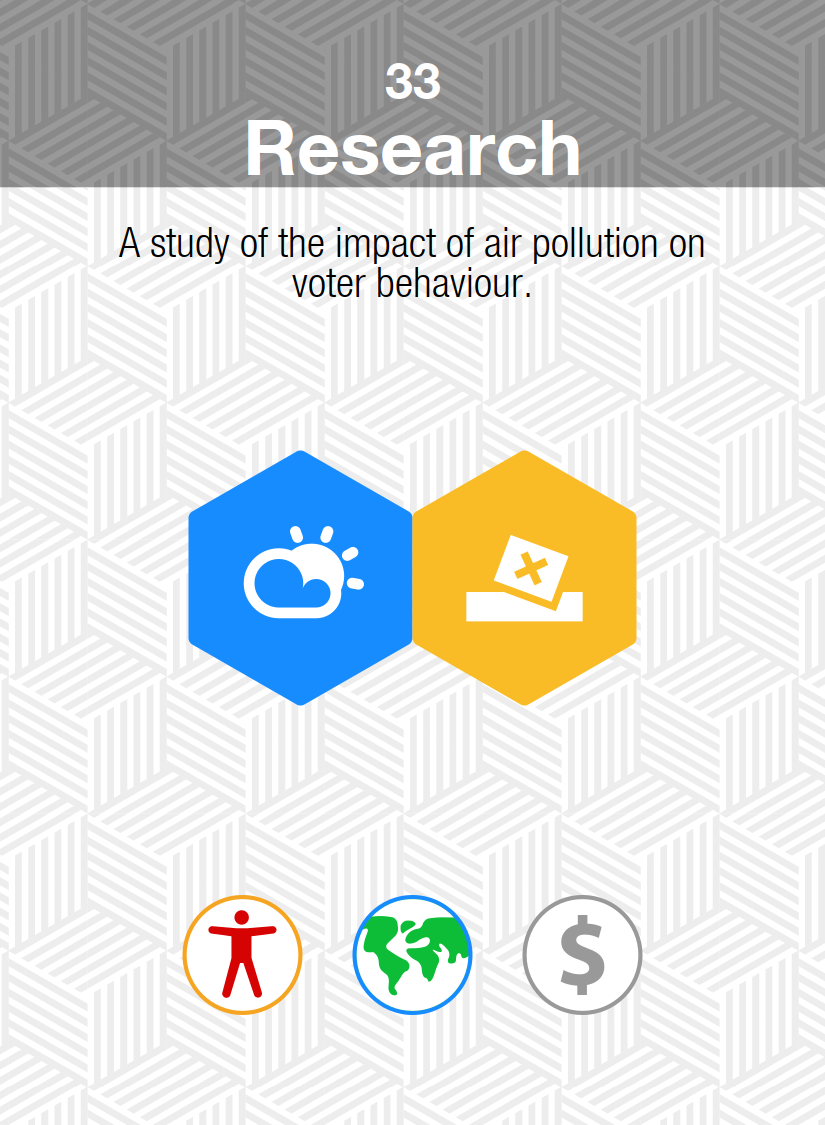 33
Research
A study of the impact of air pollution on
voter behaviour.
$